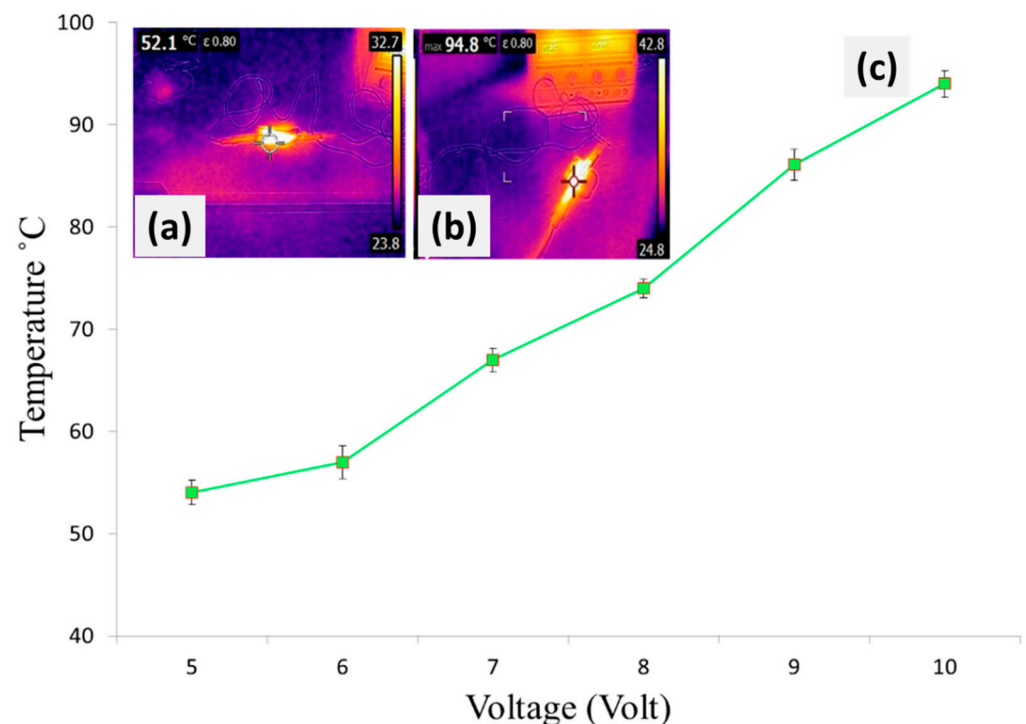 100
90
80
70
60
50
40
Temperature °C
52.1 °C ε 0.80
32.7
23.8
(a)
max 94.8 °C ε 0.80
42.8
24.8
(b)
(c)
5 6 7 8 9 10
Voltage (Volt)